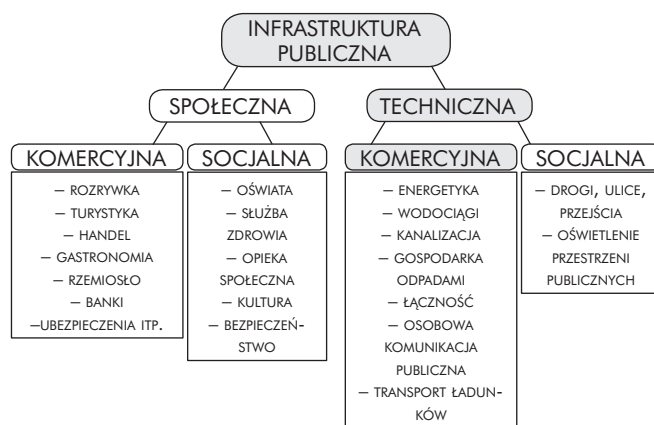 INFRASTRUKTURA
PUBLICZNA
SPOŁECZNA
TECHNICZNA
KOMERCYJNA
SOCJALNA
KOMERCYJNA
SOCJALNA
– ROZRYWKA
– TURYSTYKA
– HANDEL
– GASTRONOMIA
– RZEMIOSŁO
– BANKI
–UBEZPIECZENIA ITP.
– OŚWIATA
– SŁUŻBA
ZDROWIA
– OPIEKA
SPOŁECZNA
– KULTURA
– BEZPIECZEŃ-
STWO
– ENERGETYKA
– WODOCIĄGI
– KANALIZACJA
– GOSPODARKA
ODPADAMI
– ŁĄCZNOŚĆ
– OSOBOWA
KOMUNIKACJA
PUBLICZNA
– TRANSPORT ŁADUN-
KÓW
– DROGI, ULICE,
PRZEJŚCIA
– OŚWIETLENIE
PRZESTRZENI
PUBLICZNYCH